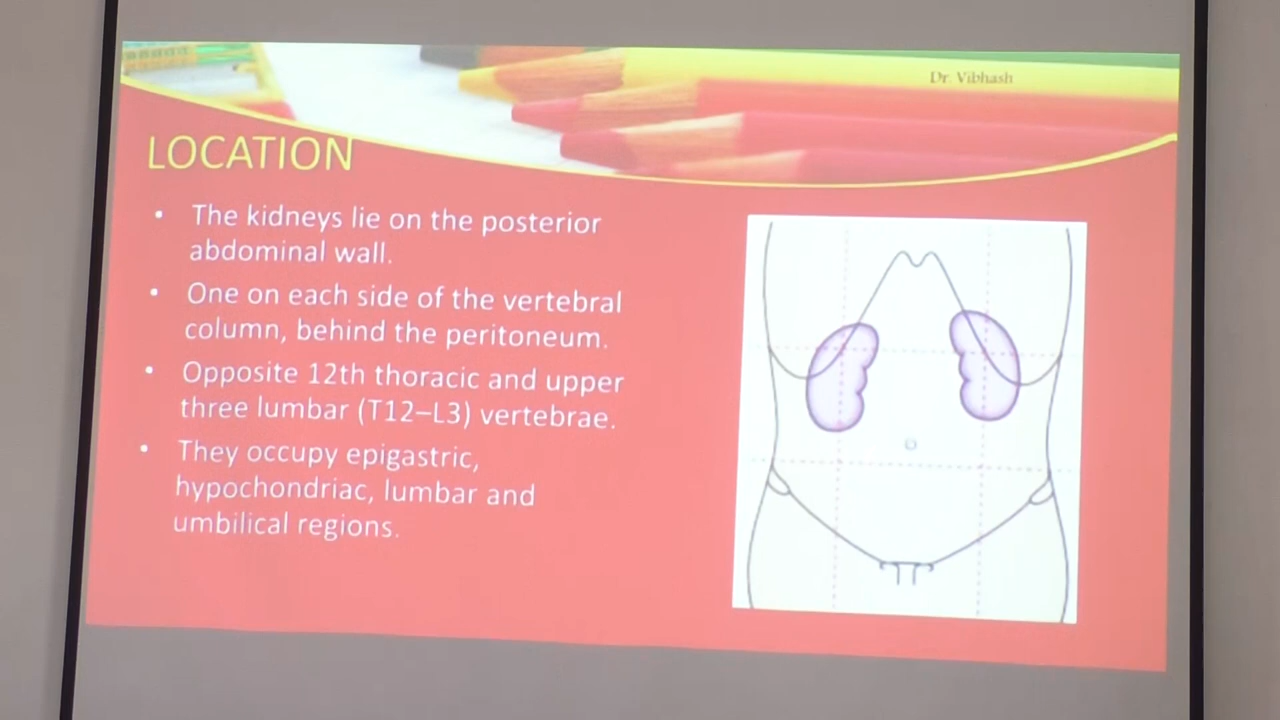 Dr. Vibhash
LOCATION
• The kidneys lie on the posterior
abdominal wall.
• One on each side of the vertebral
column, behind the peritoneum.
• Opposite 12th thoracic and upper
three lumbar (T12–L3) vertebrae.
• They occupy epigastric,
hypochondriac, lumbar and
umbilical regions.